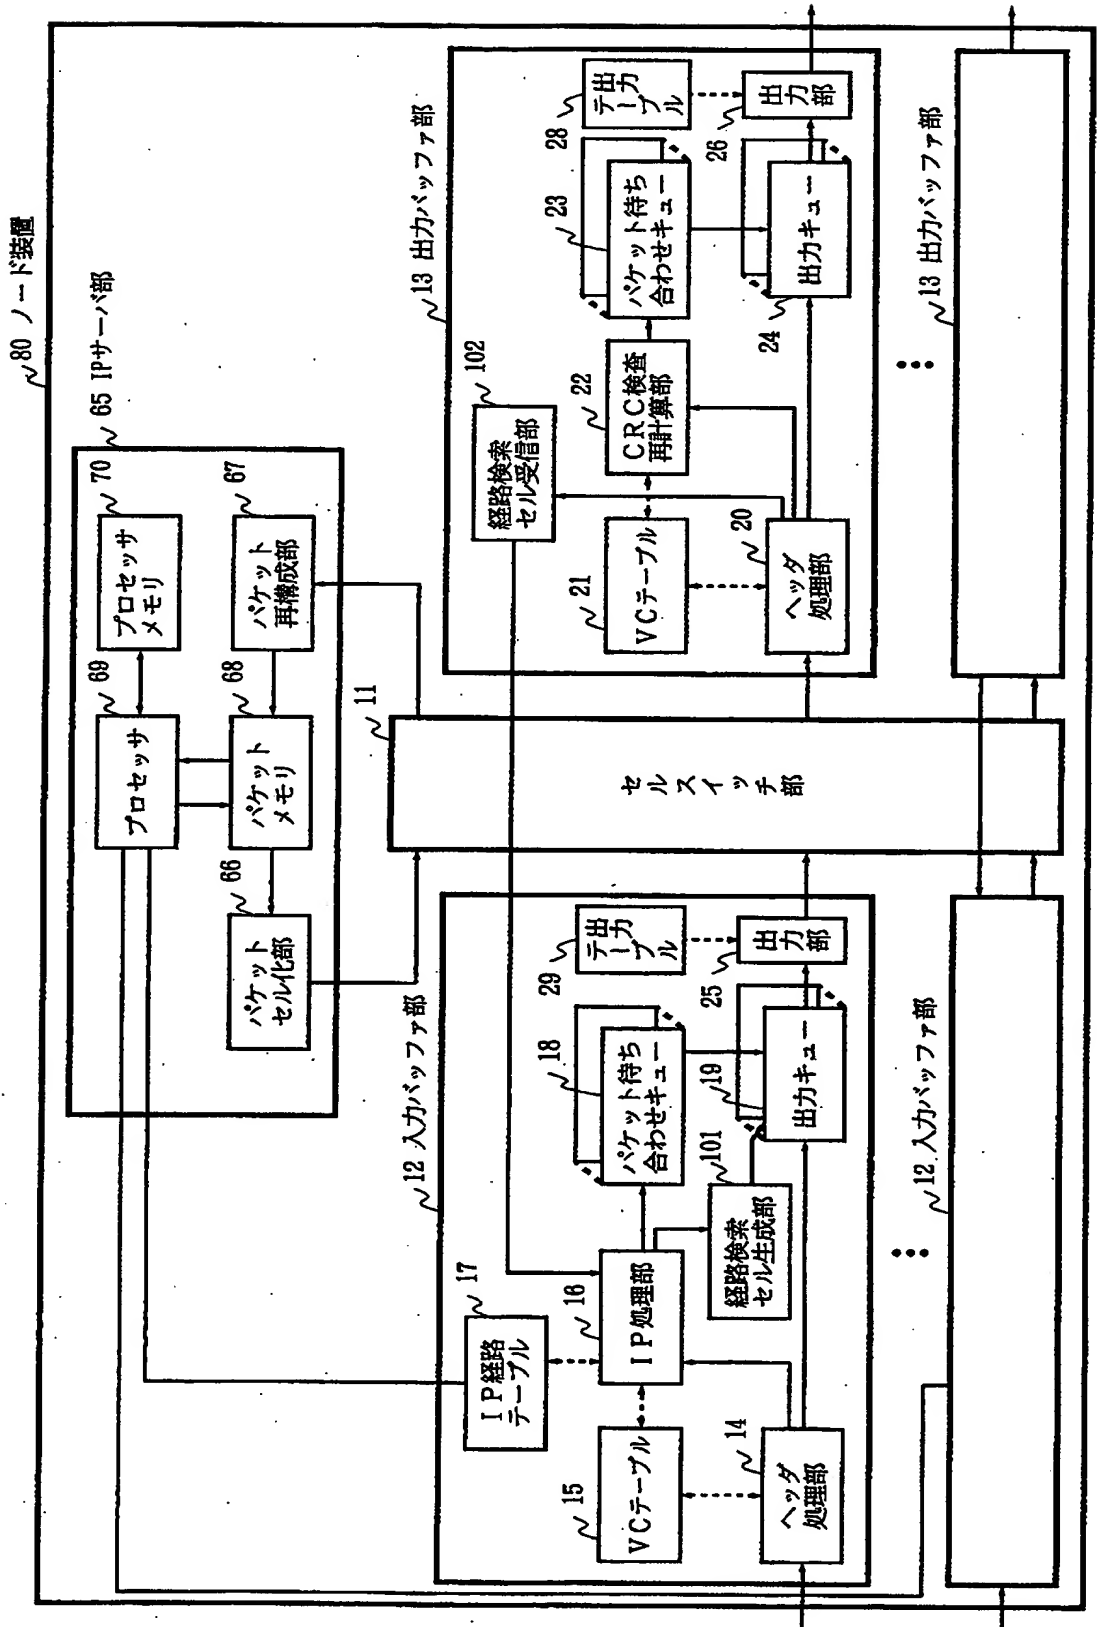 80 ノード装置
65 IPサーバ部
69
プロセッサ
70
プロセッサ
メモリ
66
パケット
セル化部
68
パケット
メモリ
67
パケット
再構成部
12 入力バッファ部
17
IP経路
テーブル
15
VCテーブル
16
IP処理部
18
パケット待ち
合わせキュー
29
出力
テーブル
14
ヘッダ
処理部
101
経路検索
セル生成部
19
出力キュー
25
出力部
11
セルスイッチ部
13 出力バッファ部
102
経路検索
セル受信部
21
VCテーブル
22
CRC検査
再計算部
23
パケット待ち
合わせキュー
28
出力
テーブル
20
ヘッダ
処理部
24
出力キュー
26
出力部
12 入力バッファ部
13 出力バッファ部